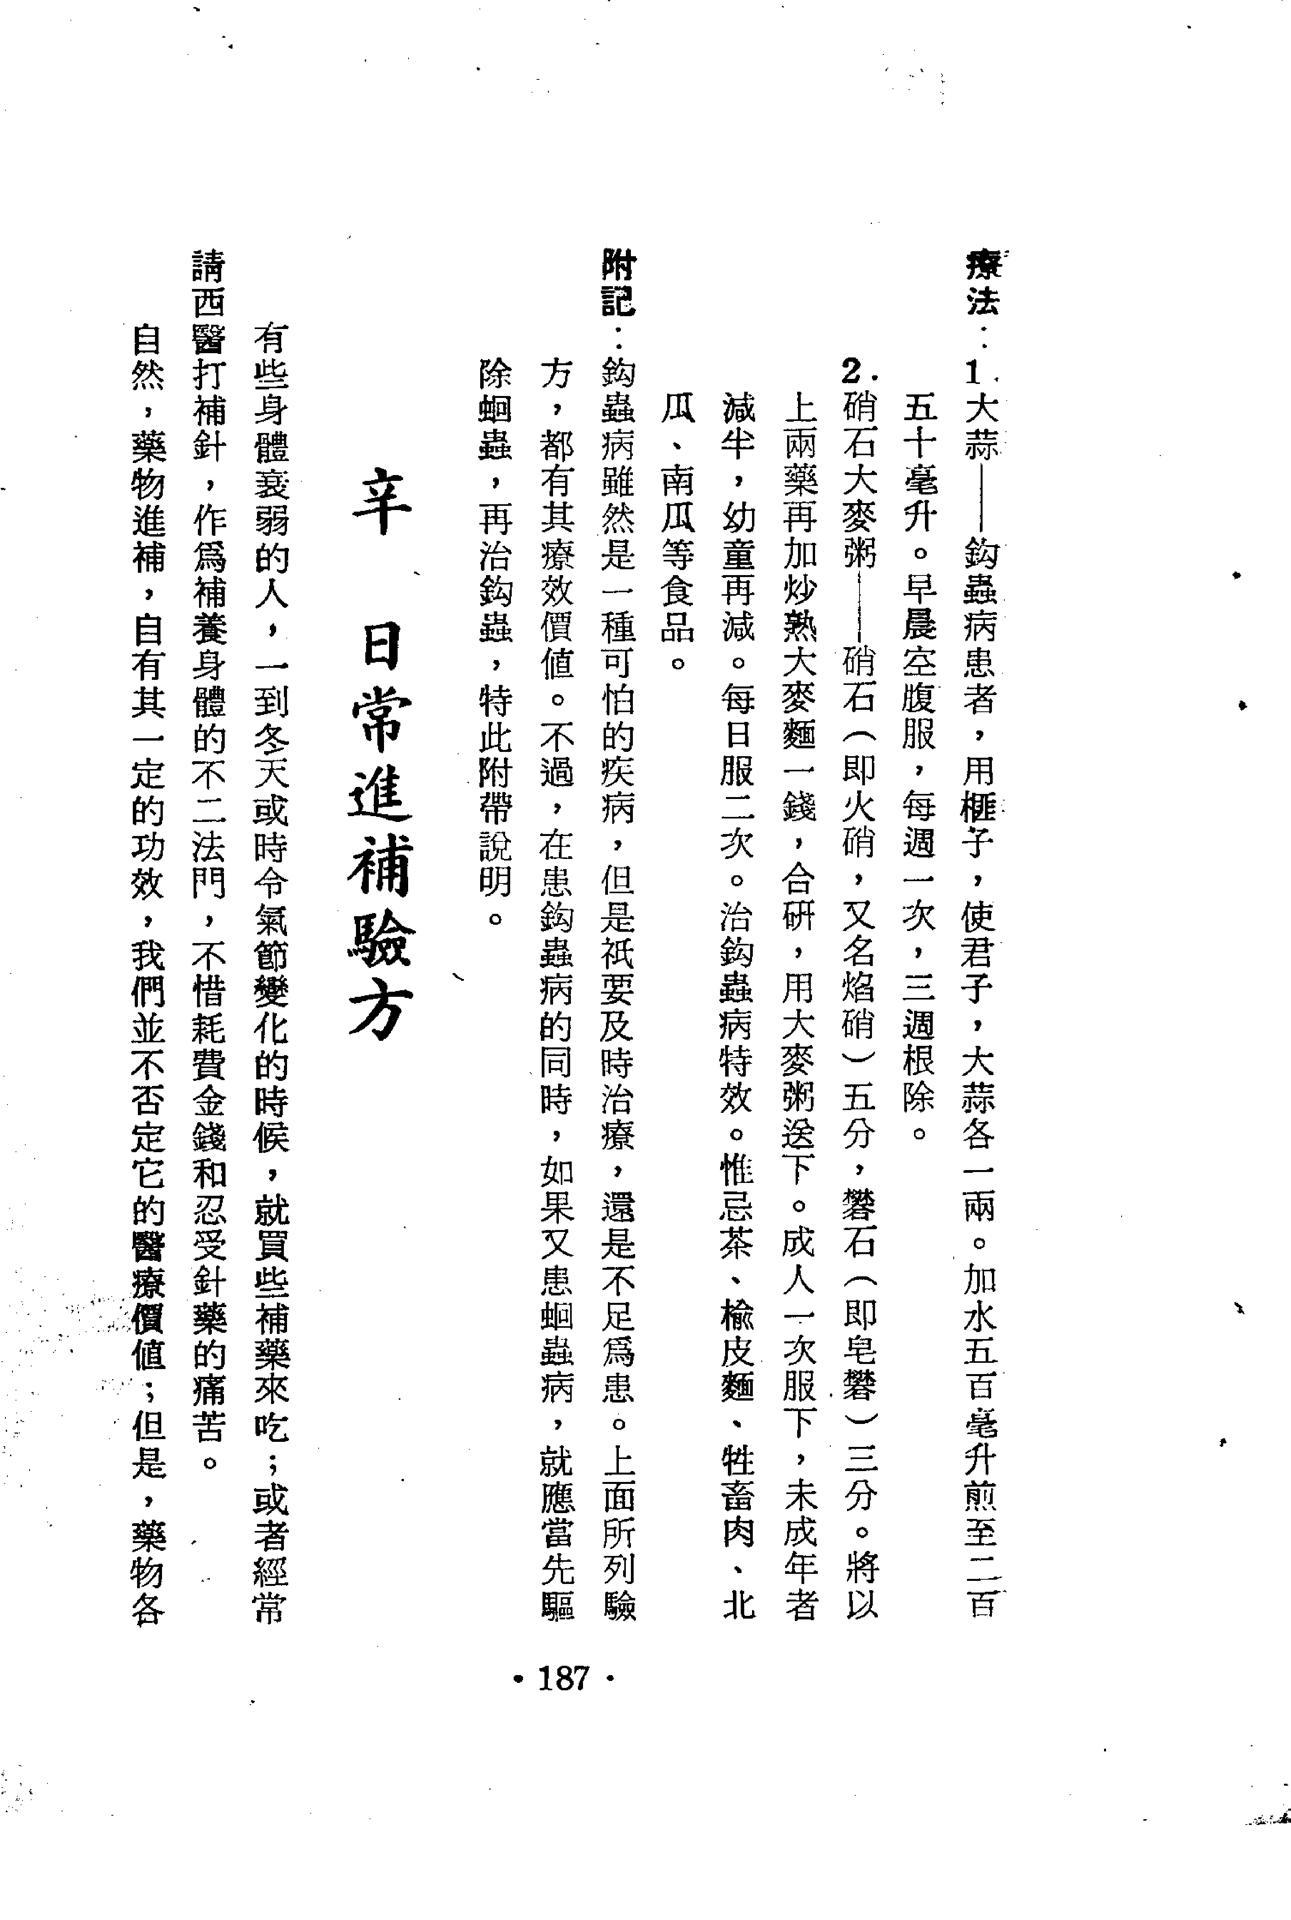 療法：1.大蒜——鈎蟲病患者，用榧子，使君子，大蒜各一兩。加水五百毫升煎至二百
五十毫升。早晨空腹服，每週一次，三週根除。
2.硝石大麥粥——硝石（即火硝，又名焰硝）五分，礬石（即皂礬）三分。將以
上兩藥再加炒熟大麥麵一錢，合研，用大麥粥送下。成人一次服下，未成年者
減半，幼童再減。每日服二次。治鈎蟲病特效。惟忌茶、榆皮麵、牲畜肉、北
瓜、南瓜等食品。
附記：鈎蟲病雖然是一種可怕的疾病，但是祇要及時治療，還是不足爲患。上面所列驗
方，都有其療效價值。不過，在患鈎蟲病的同時，如果又患蛔蟲病，就應當先驅
除蛔蟲，再治鈎蟲，特此附帶說明。
辛　日常進補驗方
有些身體衰弱的人，一到冬天或時令氣節變化的時候，就買些補藥來吃；或者經常
請西醫打補針，作爲補養身體的不二法門，不惜耗費金錢和忍受針藥的痛苦。
自然，藥物進補，自有其一定的功效，我們並不否定它的醫療價值；但是，藥物各
• 187 •